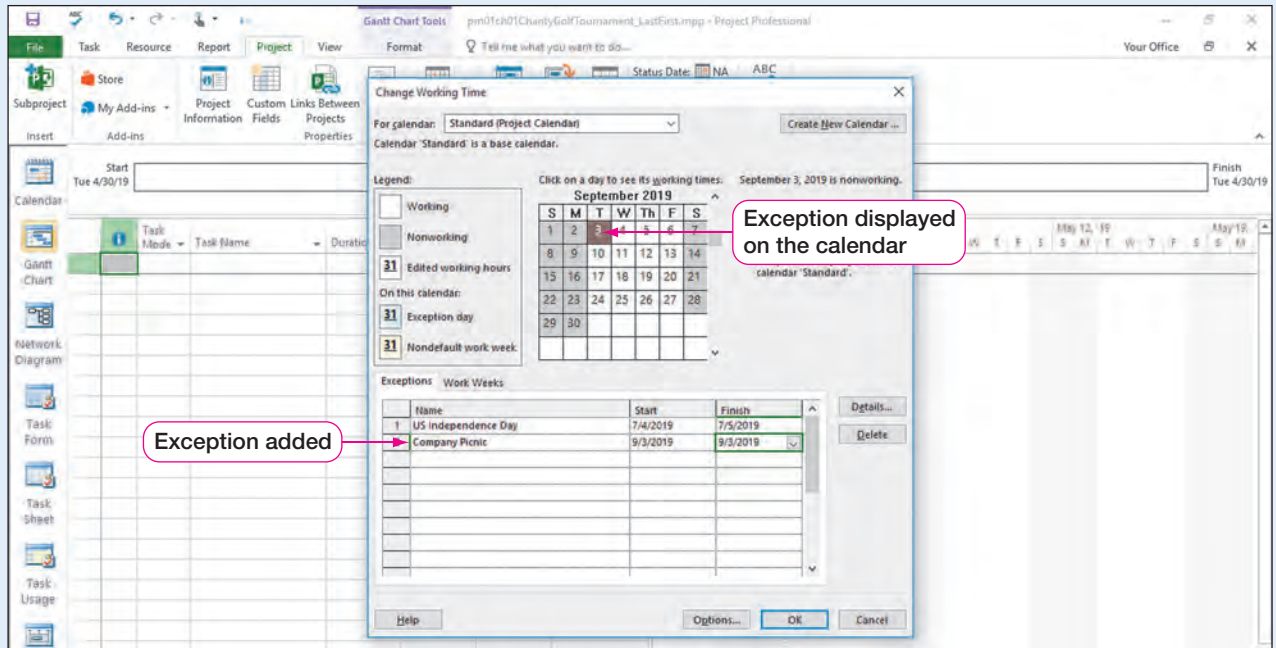 Gantt Chart Tools pm01ch01CharityGolfTournament_LastFirst.mpp - Project Professional
File Task Resource Report Project View Format Tell me what you want to do... Your Office
Subproject
Store
My Add-ins
Project Information
Custom Fields
Links Between Projects
Status Date: NA
ABC
Insert Add-ins Properties
Start
Tue 4/30/19
Finish
Tue 4/30/19
Calendar
Gantt Chart
Network Diagram
Task Form
Task Sheet
Task Usage
Task Mode Task Name Duratio
May 12, '19 May 19,
W T F S S M T W T F S S M
Change Working Time
For calendar: Standard (Project Calendar) Create New Calendar ...
Calendar 'Standard' is a base calendar.
Legend:
Working
Nonworking
31 Edited working hours
On this calendar:
31 Exception day
31 Nondefault work week
Click on a day to see its working times: September 3, 2019 is nonworking.
September 2019
S M T W Th F S
1 2 3 4 5 6 7
8 9 10 11 12 13 14
15 16 17 18 19 20 21
22 23 24 25 26 27 28
29 30
Exception displayed
on the calendar
calendar 'Standard'.
Exceptions Work Weeks
Name Start Finish
1 US Independence Day 7/4/2019 7/5/2019
Company Picnic 9/3/2019 9/3/2019
Details...
Delete
Exception added
Help Options... OK Cancel